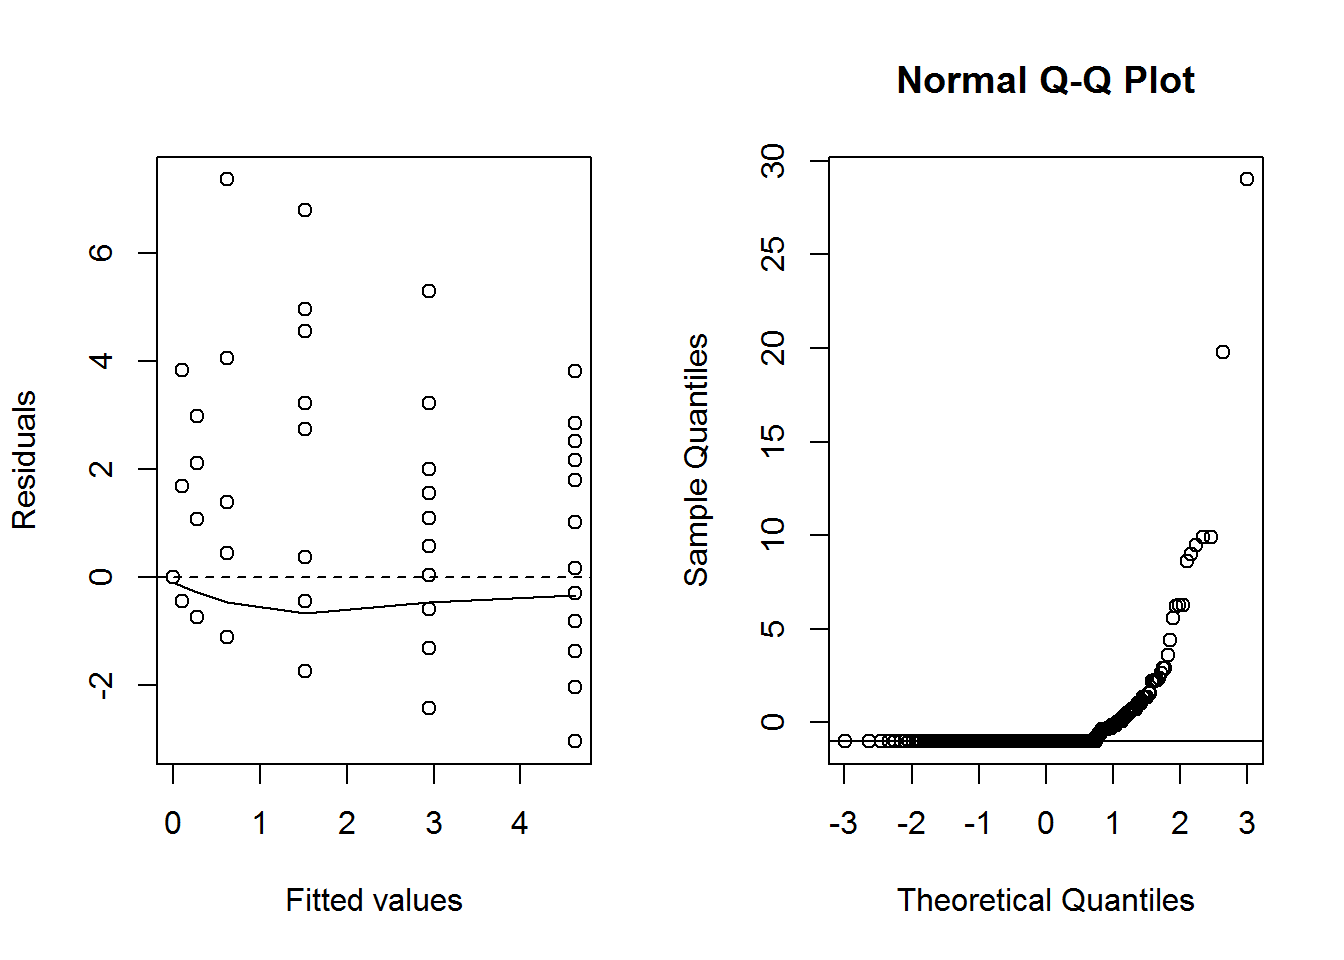 Residuals
6
4
2
0
-2
0 1 2 3 4
Fitted values
Normal Q-Q Plot
Sample Quantiles
30
25
20
15
10
5
0
-3 -2 -1 0 1 2 3
Theoretical Quantiles